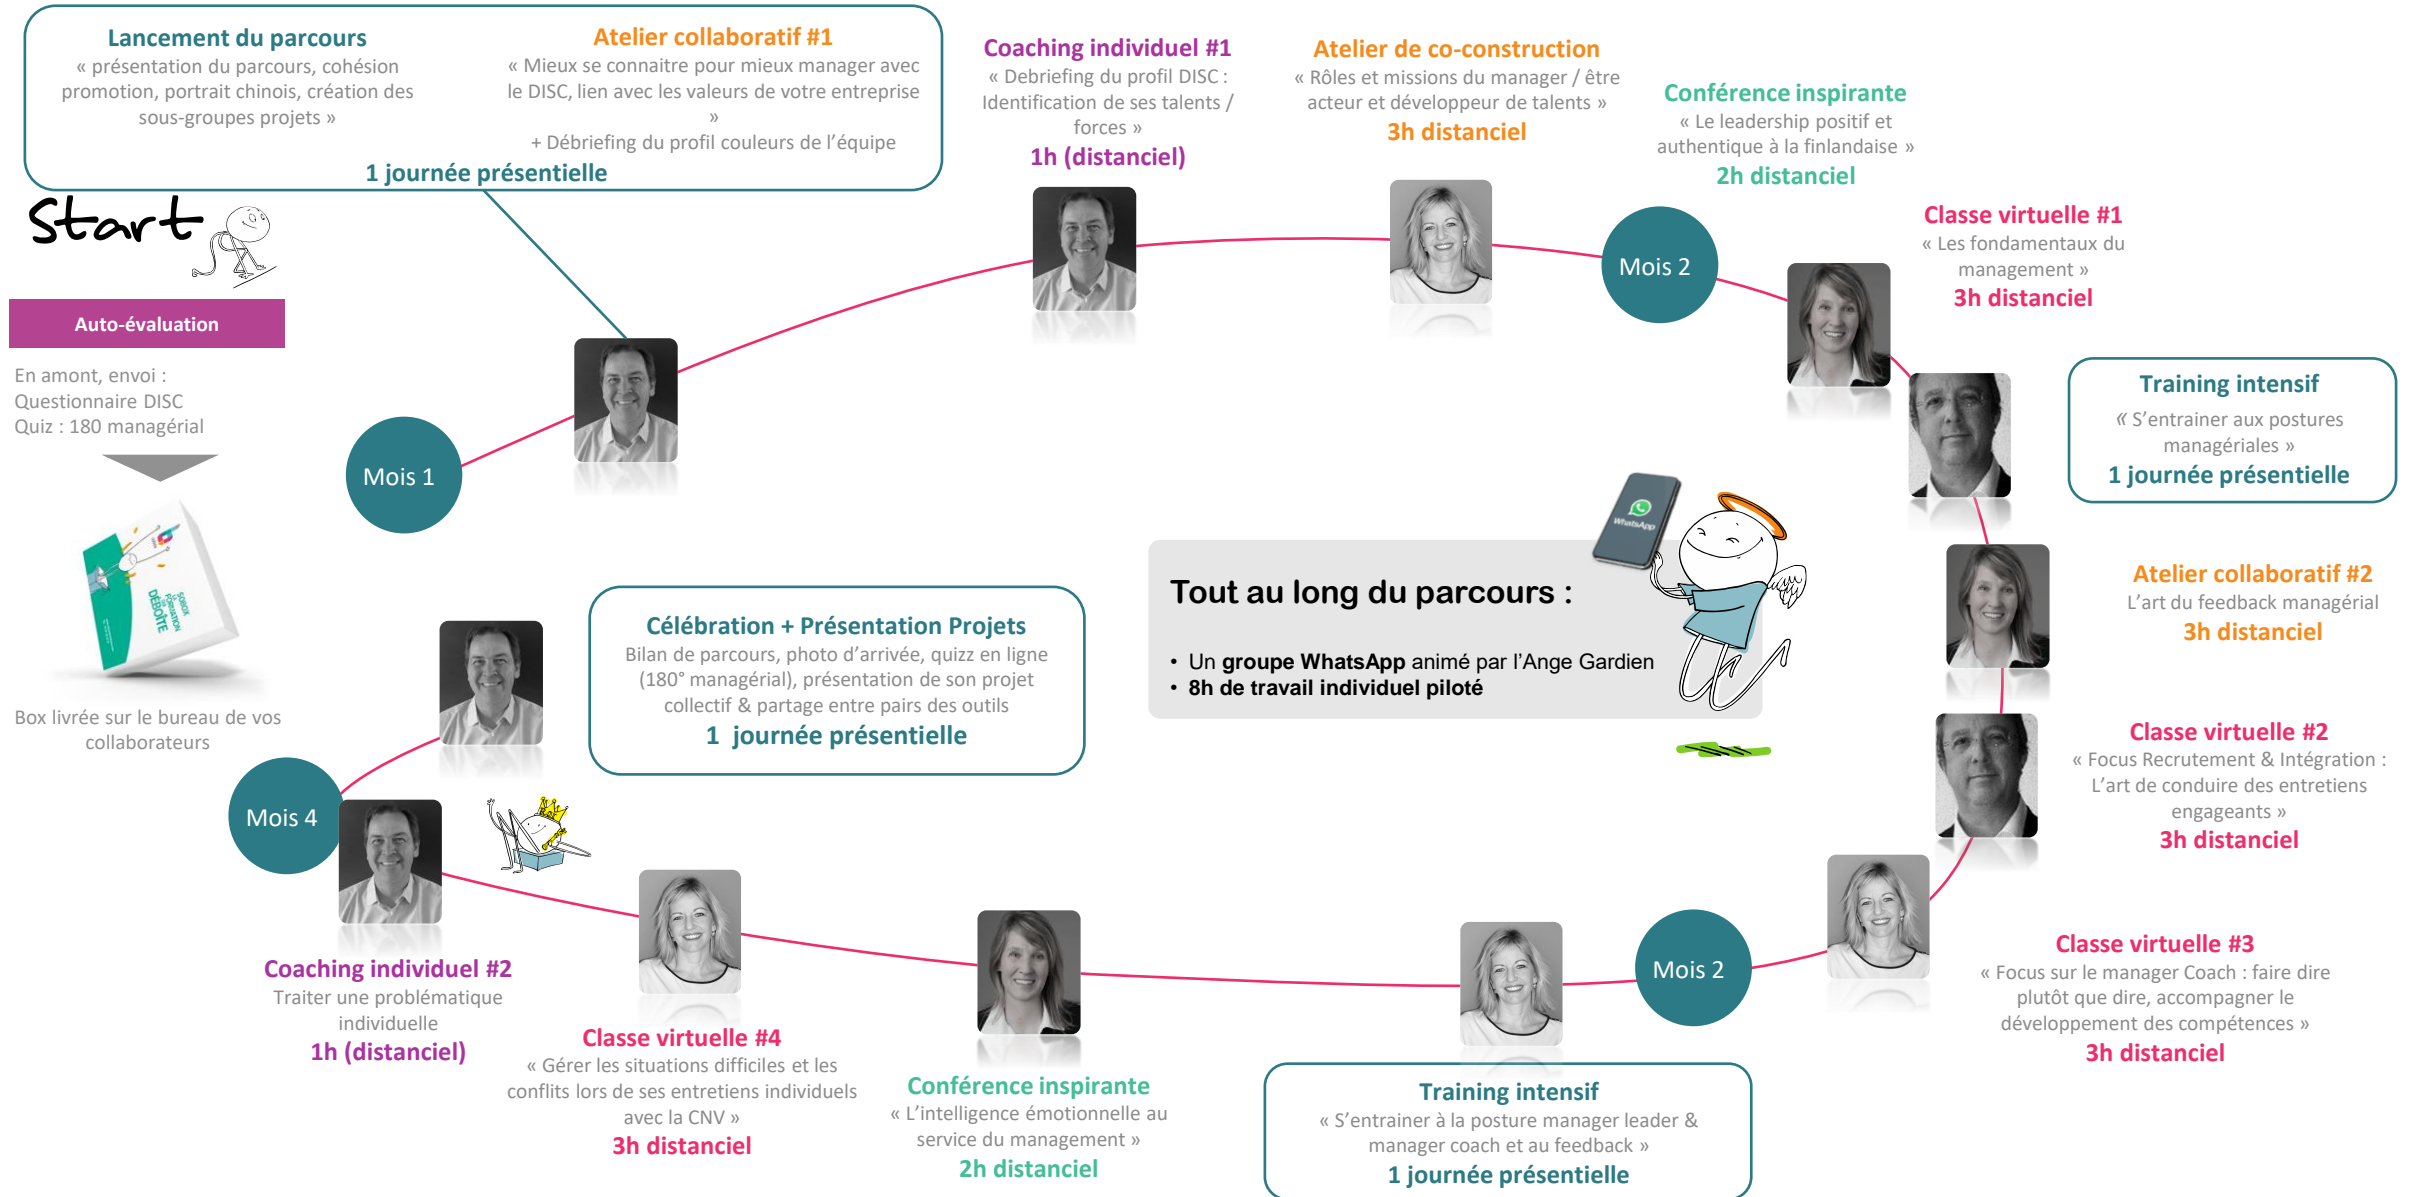 Lancement du parcours
« présentation du parcours, cohésion
promotion, portrait chinois, création des
sous-groupes projets »
Atelier collaboratif #1
« Mieux se connaitre pour mieux manager avec
le DISC, lien avec les valeurs de votre entreprise
»
+ Débriefing du profil couleurs de l'équipe
1 journée présentielle
Coaching individuel #1
« Debriefing du profil DISC :
Identification de ses talents /
forces »
1h (distanciel)
Atelier de co-construction
« Rôles et missions du manager / être
acteur et développeur de talents »
3h distanciel
Conférence inspirante
« Le leadership positif et
authentique à la finlandaise »
2h distanciel
Classe virtuelle #1
« Les fondamentaux du
management »
3h distanciel
Start
Auto-évaluation
En amont, envoi :
Questionnaire DISC
Quiz : 180 managérial
SOBOX
LA
FORMATION
QUI
DÉBOÎTE
Box livrée sur le bureau de vos
collaborateurs
Mois 1
Mois 2
Training intensif
« S'entrainer aux postures
managériales »
1 journée présentielle
WhatsApp
Tout au long du parcours :
• Un groupe WhatsApp animé par l'Ange Gardien
• 8h de travail individuel piloté
Atelier collaboratif #2
L'art du feedback managérial
3h distanciel
Classe virtuelle #2
« Focus Recrutement & Intégration :
L'art de conduire des entretiens
engageants »
3h distanciel
Classe virtuelle #3
« Focus sur le manager Coach : faire dire
plutôt que dire, accompagner le
développement des compétences »
3h distanciel
Mois 2
Training intensif
« S'entrainer à la posture manager leader &
manager coach et au feedback »
1 journée présentielle
Conférence inspirante
« L'intelligence émotionnelle au
service du management »
2h distanciel
Classe virtuelle #4
« Gérer les situations difficiles et les
conflits lors de ses entretiens individuels
avec la CNV »
3h distanciel
Coaching individuel #2
Traiter une problématique
individuelle
1h (distanciel)
Mois 4
Célébration + Présentation Projets
Bilan de parcours, photo d'arrivée, quizz en ligne
(180° managérial), présentation de son projet
collectif & partage entre pairs des outils
1 journée présentielle